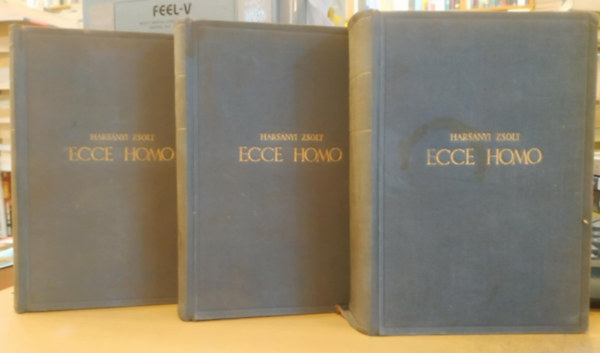 FEEL-V
HARSÁNYI ZSOLT
ECCE HOMO
HARSÁNYI ZSOLT
ECCE HOMO
HARSÁNYI ZSOLT
ECCE HOMO